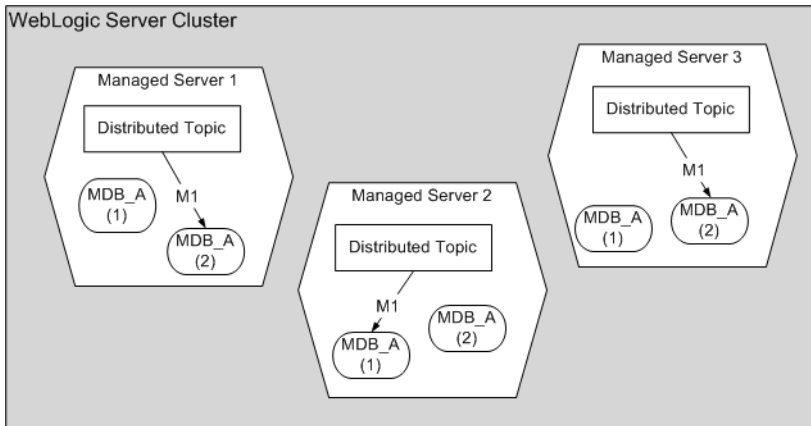 WebLogic Server Cluster
Managed Server 1
Distributed Topic
M1
MDB_A
(1)
MDB_A
(2)
Managed Server 2
Distributed Topic
M1
MDB_A
(1)
MDB_A
(2)
Managed Server 3
Distributed Topic
M1
MDB_A
(1)
MDB_A
(2)